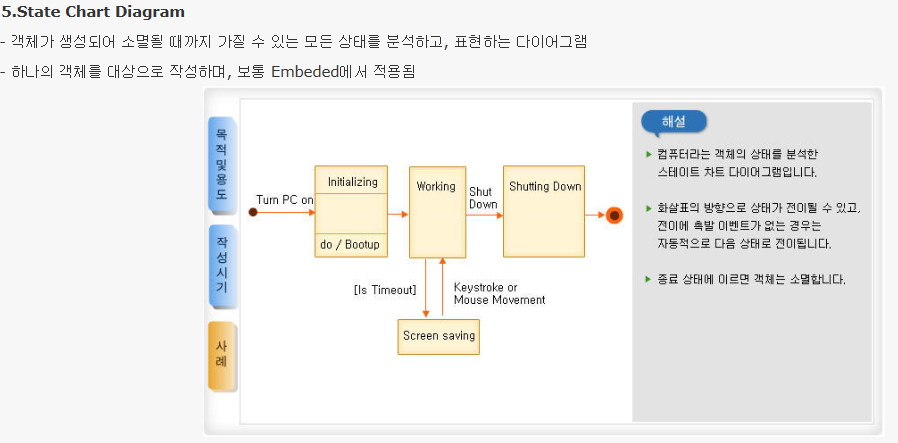 5.State Chart Diagram
- 객체가 생성되어 소멸될 때까지 가질 수 있는 모든 상태를 분석하고, 표현하는 다이어그램
- 하나의 객체를 대상으로 작성하며, 보통 Embeded에서 적용됨
목적및용도
작성시기
사례
Turn PC on
Initializing
do / Bootup
Working
Shut
Down
Shutting Down
[Is Timeout]
Keystroke or
Mouse Movement
Screen saving
해설
컴퓨터라는 객체의 상태를 분석한
스테이트 차트 다이어그램입니다.
화살표의 방향으로 상태가 전이될 수 있고,
전이에 촉발 이벤트가 없는 경우는
자동적으로 다음 상태로 전이됩니다.
종료 상태에 이르면 객체는 소멸합니다.